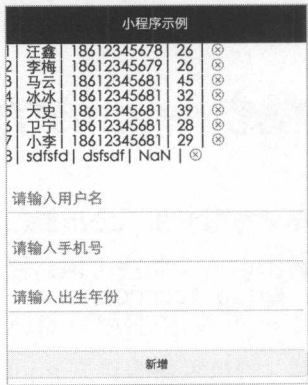 小程序示例
1 | 汪鑫 | 18612345678 | 26 | ⊗
2 | 李梅 | 18612345679 | 26 | ⊗
3 | 马云 | 18612345681 | 45 | ⊗
4 | 冰冰 | 18612345681 | 32 | ⊗
5 | 大史 | 18612345681 | 39 | ⊗
6 | 卫宁 | 18612345681 | 28 | ⊗
7 | 小李 | 18612345681 | 29 | ⊗
8 | sdfsfd | dsfsdf | NaN | ⊗
请输入用户名
请输入手机号
请输入出生年份
新增